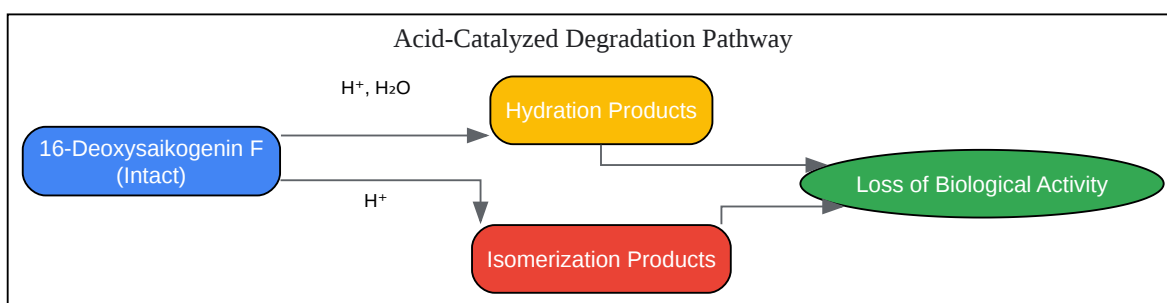 Acid-Catalyzed Degradation Pathway
H⁺, H₂O
Hydration Products
16-Deoxysaikogenin F
(Intact)
Loss of Biological Activity
H⁺
Isomerization Products